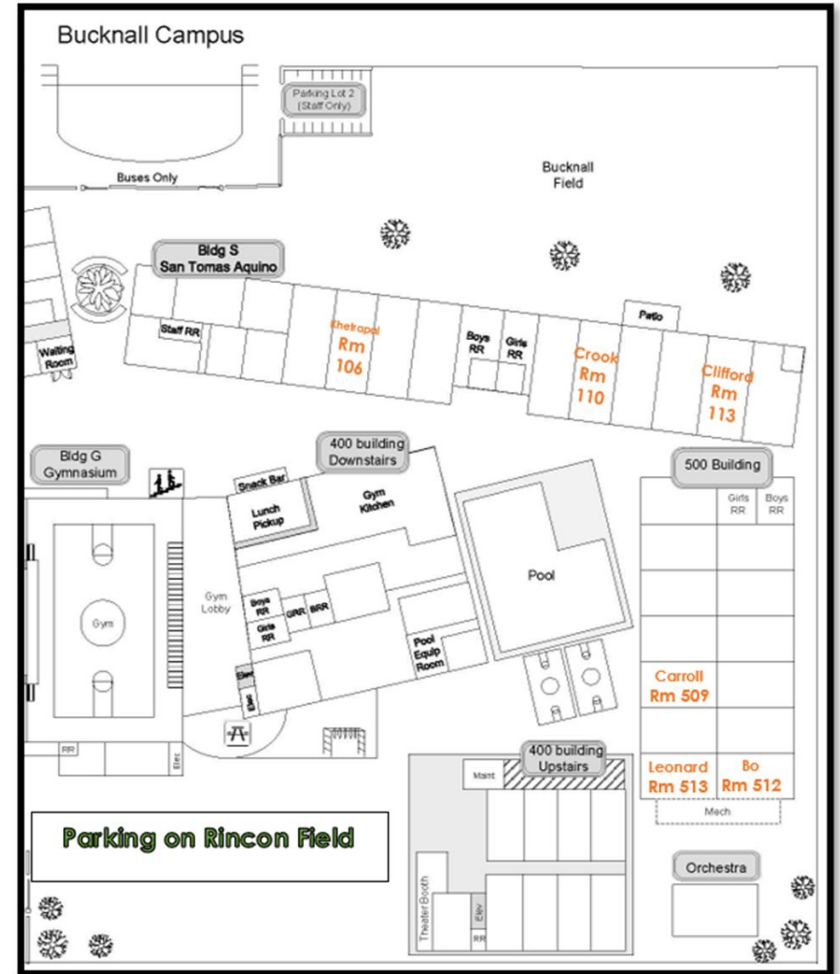 Bucknall Campus
Parking Lot 2
(Staff Only)
Buses Only
Bucknall
Field
Bldg S
San Tomas Aquino
Waiting
Room
Staff RR
Khetrapal
Rm
106
Boys
RR
Girls
RR
Patio
Crook
Rm
110
Clifford
Rm
113
Bldg G
Gymnasium
400 building
Downstairs
500 Building
Snack Bar
Lunch
Pickup
Gym
Kitchen
Girls
RR
Boys
RR
Gym
Gym
Lobby
Boys
RR
Girls
RR
GRR
BRR
Pool
Pool
Equip
Room
Elev
Elec
Carroll
Rm 509
RR
Elec
400 building
Upstairs
Maint
Leonard
Rm 513
Bo
Rm 512
Mech
Parking on Rincon Field
Theater Booth
Elev
RR
Orchestra